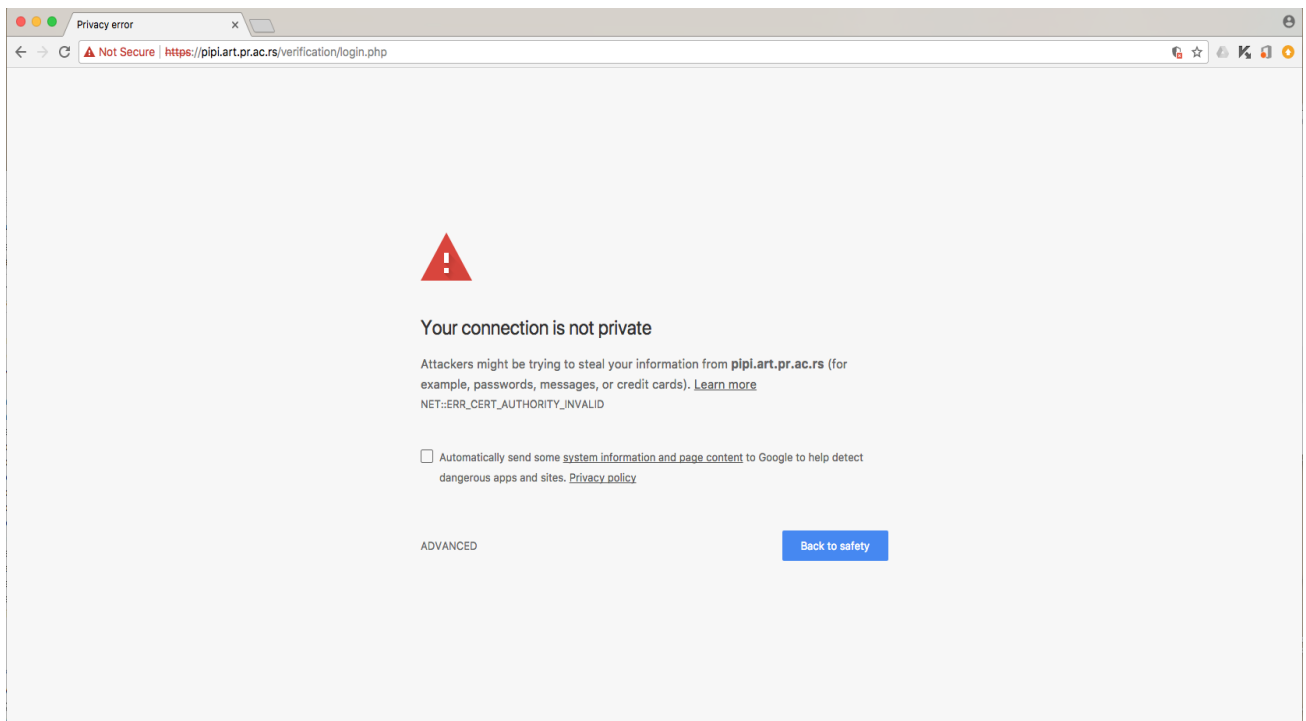 Privacy error
Not Secure | https://pipi.art.pr.ac.rs/verification/login.php
Your connection is not private
Attackers might be trying to steal your information from pipi.art.pr.ac.rs (for
example, passwords, messages, or credit cards). Learn more
NET::ERR_CERT_AUTHORITY_INVALID
Automatically send some system information and page content to Google to help detect
dangerous apps and sites. Privacy policy
ADVANCED
Back to safety